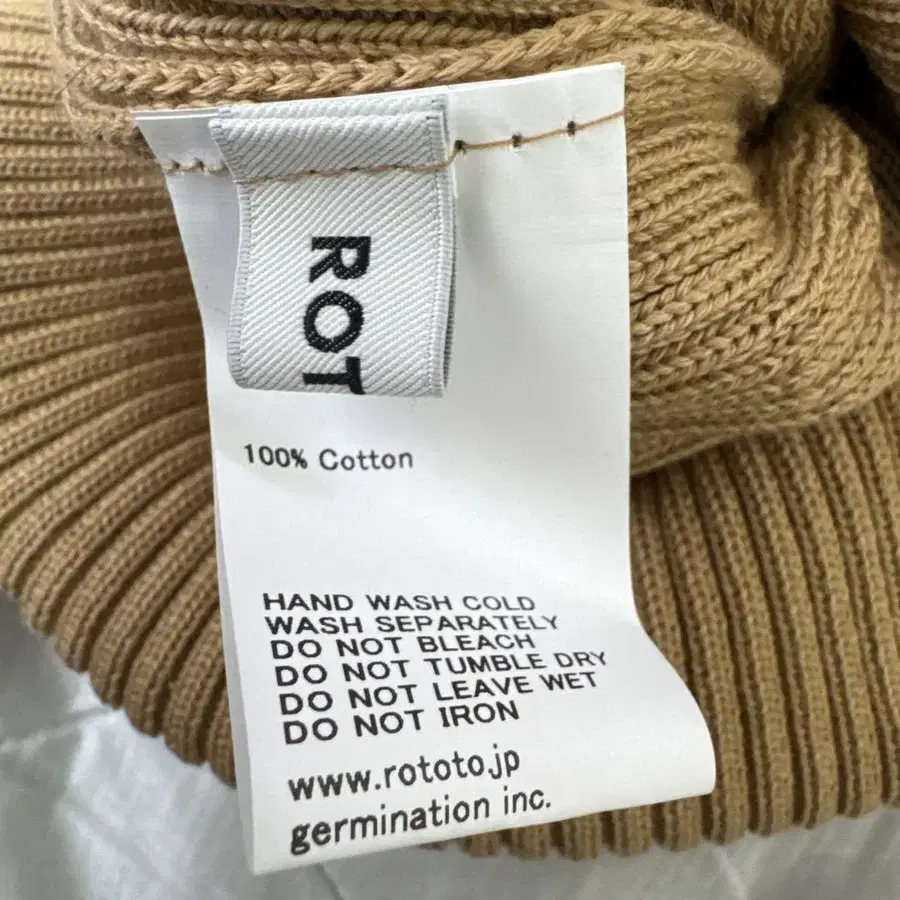 ROT
100% Cotton
HAND WASH COLD
WASH SEPARATELY
DO NOT BLEACH
DO NOT TUMBLE DRY
DO NOT LEAVE WET
DO NOT IRON
www.rototo.jp
germination inc.